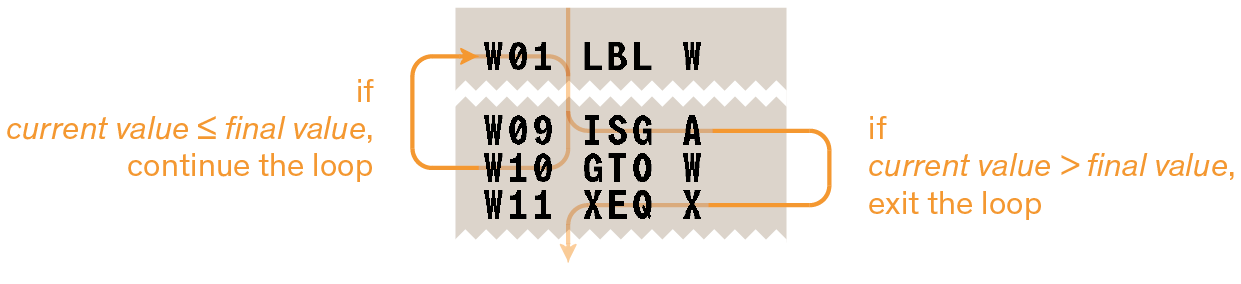 W01 LBL W
if
current value ≤ final value,
continue the loop
W09 ISG A
W10 GTO W
W11 XEQ X
if
current value > final value,
exit the loop